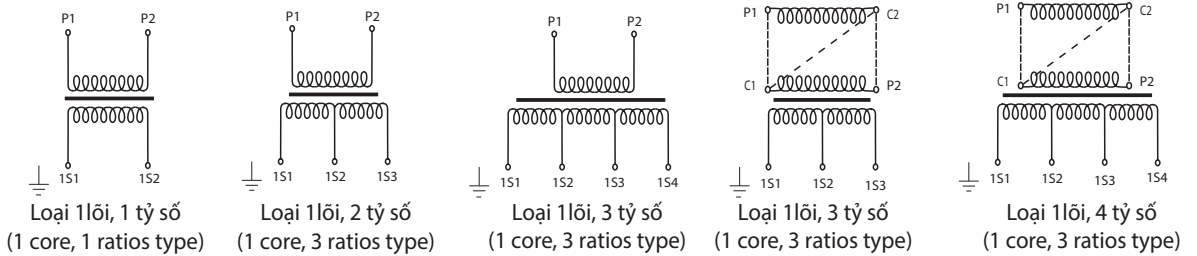 P1 P2
1S1 1S2
Loại 1lõi, 1 tỷ số
(1 core, 1 ratios type)
P1 P2
1S1 1S2 1S3
Loại 1lõi, 2 tỷ số
(1 core, 3 ratios type)
P1 P2
1S1 1S2 1S3 1S4
Loại 1lõi, 3 tỷ số
(1 core, 3 ratios type)
P1 C2
C1 P2
1S1 1S2 1S3
Loại 1lõi, 3 tỷ số
(1 core, 3 ratios type)
P1 C2
C1 P2
1S1 1S2 1S3 1S4
Loại 1lõi, 4 tỷ số
(1 core, 3 ratios type)